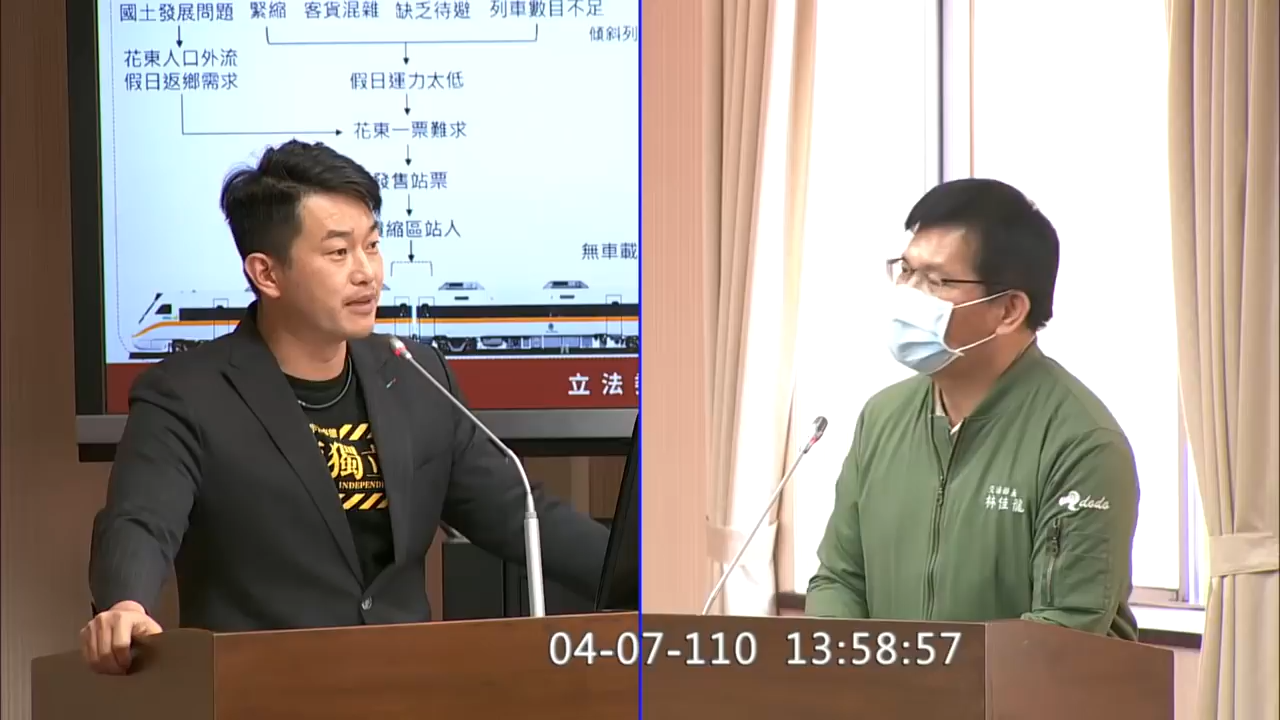 國土發展問題 緊縮 客貨混雜 缺乏待避 列車數目不足
傾斜列
花東人口外流
假日返鄉需求
假日運力太低
花東一票難求
發售站票
縮區站人
無車載
立法
獨立
INDEPEND
林佳龍
dodo
04-07-110 13:58:57